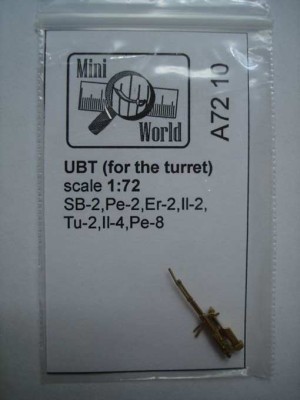 Mini
World
A72 10
UBT (for the turret)
scale 1:72
SB-2,Pe-2,Er-2,Il-2,
Tu-2,Il-4,Pe-8